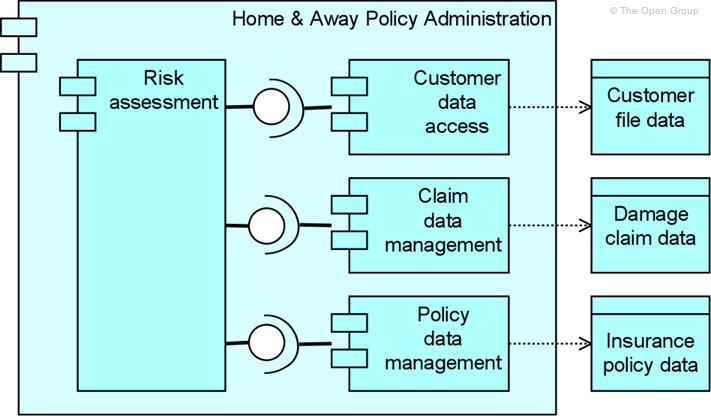 © The Open Group
Home & Away Policy Administration
Risk
assessment
Customer
data
access
Customer
file data
Claim
data
management
Damage
claim data
Policy
data
management
Insurance
policy data